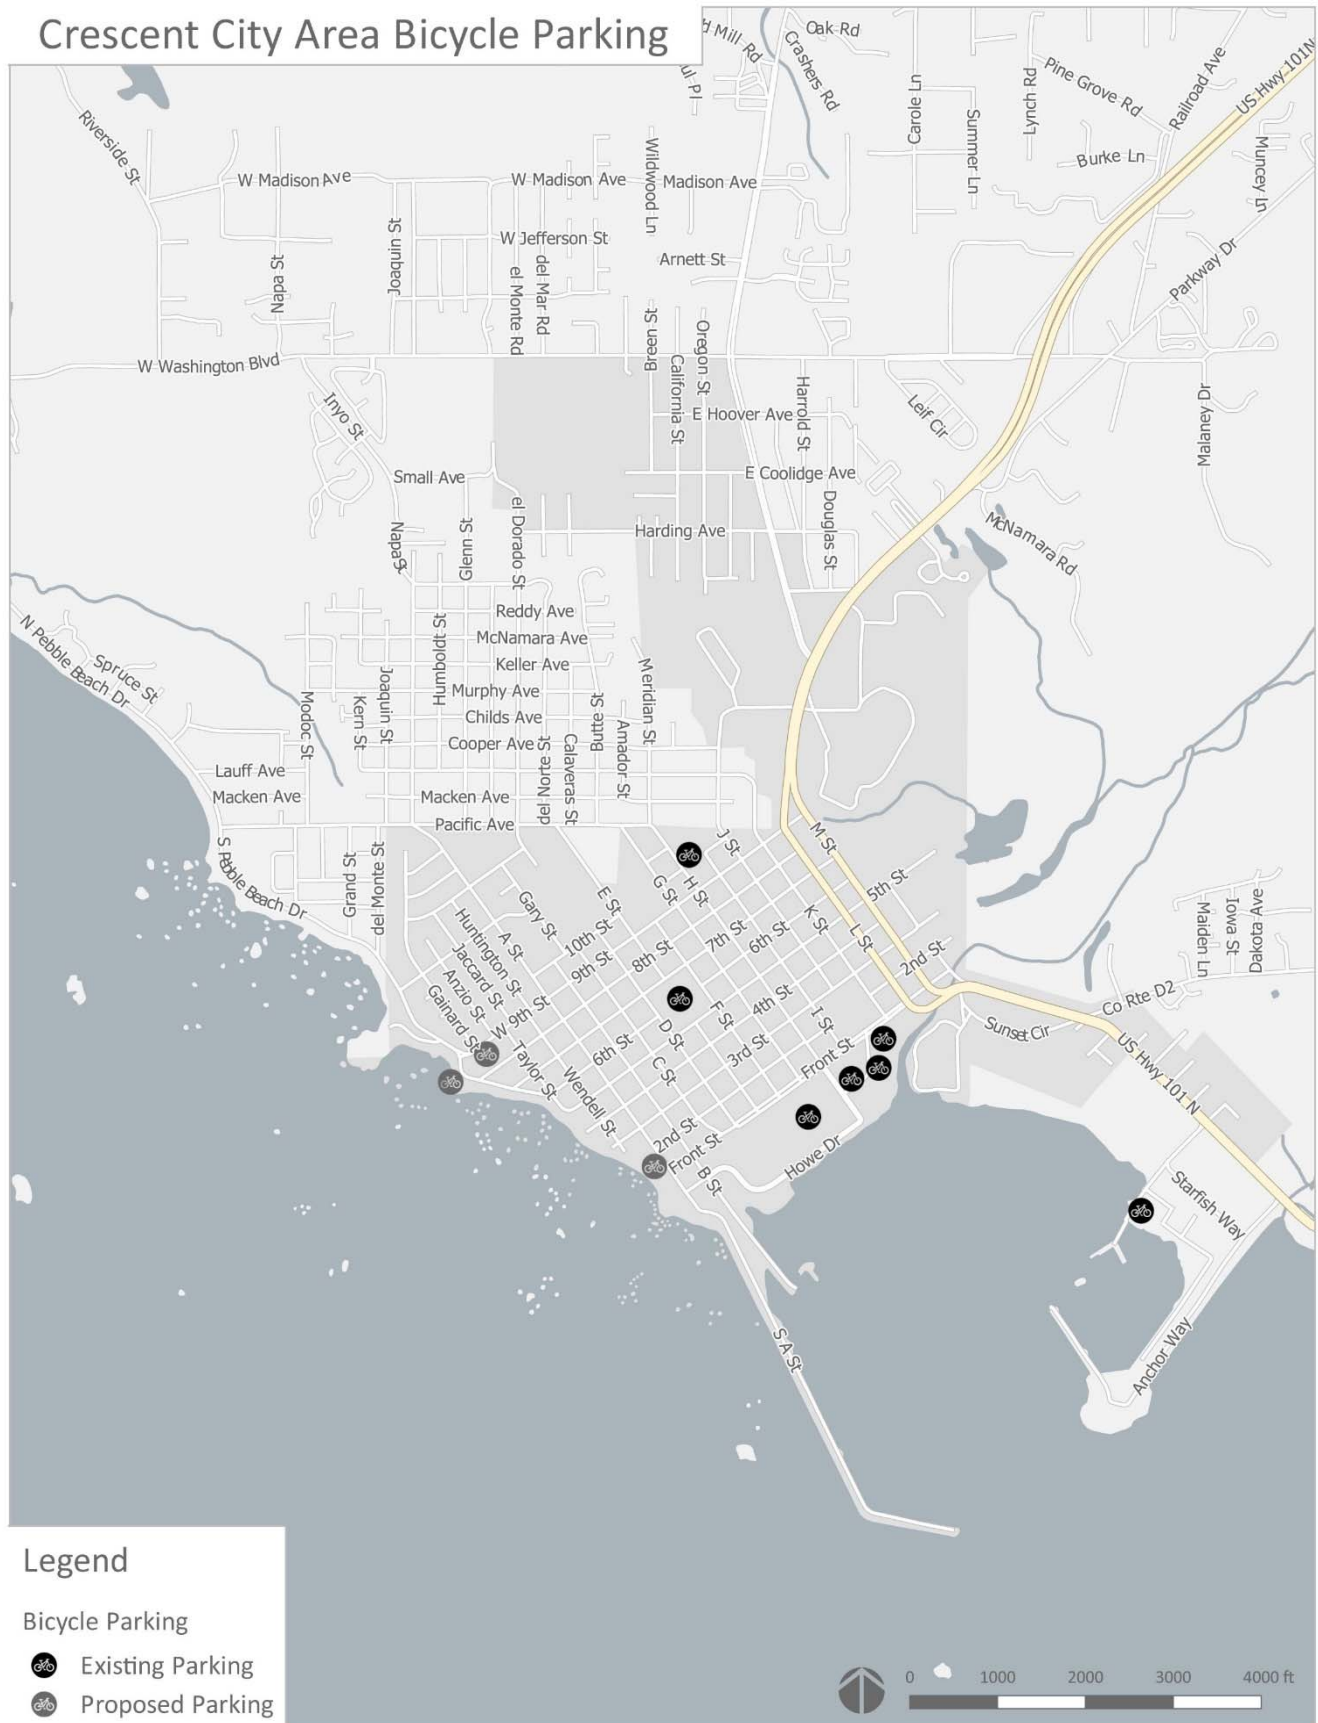 Crescent City Area Bicycle Parking
Mill Rd
Oak Rd
Crashers Rd
Carole Ln
Summer Ln
Lynch Rd
Pine Grove Rd
Railroad Ave
US Hwy 101N
Burke Ln
Muncey Ln
Parkway Dr
Riverside St
W Madison Ave
W Madison Ave
Wildwood Ln
Madison Ave
Napa St
Joaquin St
W Jefferson St
el Monte Rd
del Mar Rd
Arnett St
W Washington Blvd
Breen St
California St
Oregon St
E Hoover Ave
Harrold St
Leif Cir
Malaney Dr
Inyo St
Small Ave
E Coolidge Ave
Douglas St
Napa St
Glenn St
el Dorado St
Harding Ave
McNamara Rd
N Pebble Beach Dr
Spruce St
Reddy Ave
McNamara Ave
Keller Ave
Murphy Ave
Childs Ave
Cooper Ave
Humboldt St
Joaquin St
Kern St
Modoc St
Meridian St
Butte St
Amador St
Calaveras St
del Norte St
Lauff Ave
Macken Ave
Macken Ave
Pacific Ave
S Pebble Beach Dr
Grand St
del Monte St
J St
M St
H St
G St
E St
5th St
Gary St
10th St
9th St
8th St
7th St
6th St
K St
L St
2nd St
Huntington St
A St
Jaccard St
Anzio St
Gainard St
W 9th St
Maiden Ln
Iowa St
Dakota Ave
Co Rte D2
Sunset Cir
US Hwy 101 N
F St
4th St
I St
D St
6th St
3rd St
Front St
C St
Taylor St
Wendell St
2nd St
Front St
B St
Howe Dr
Starfish Way
S A St
Anchor Way
Legend
Bicycle Parking
Existing Parking
Proposed Parking
0 1000 2000 3000 4000 ft